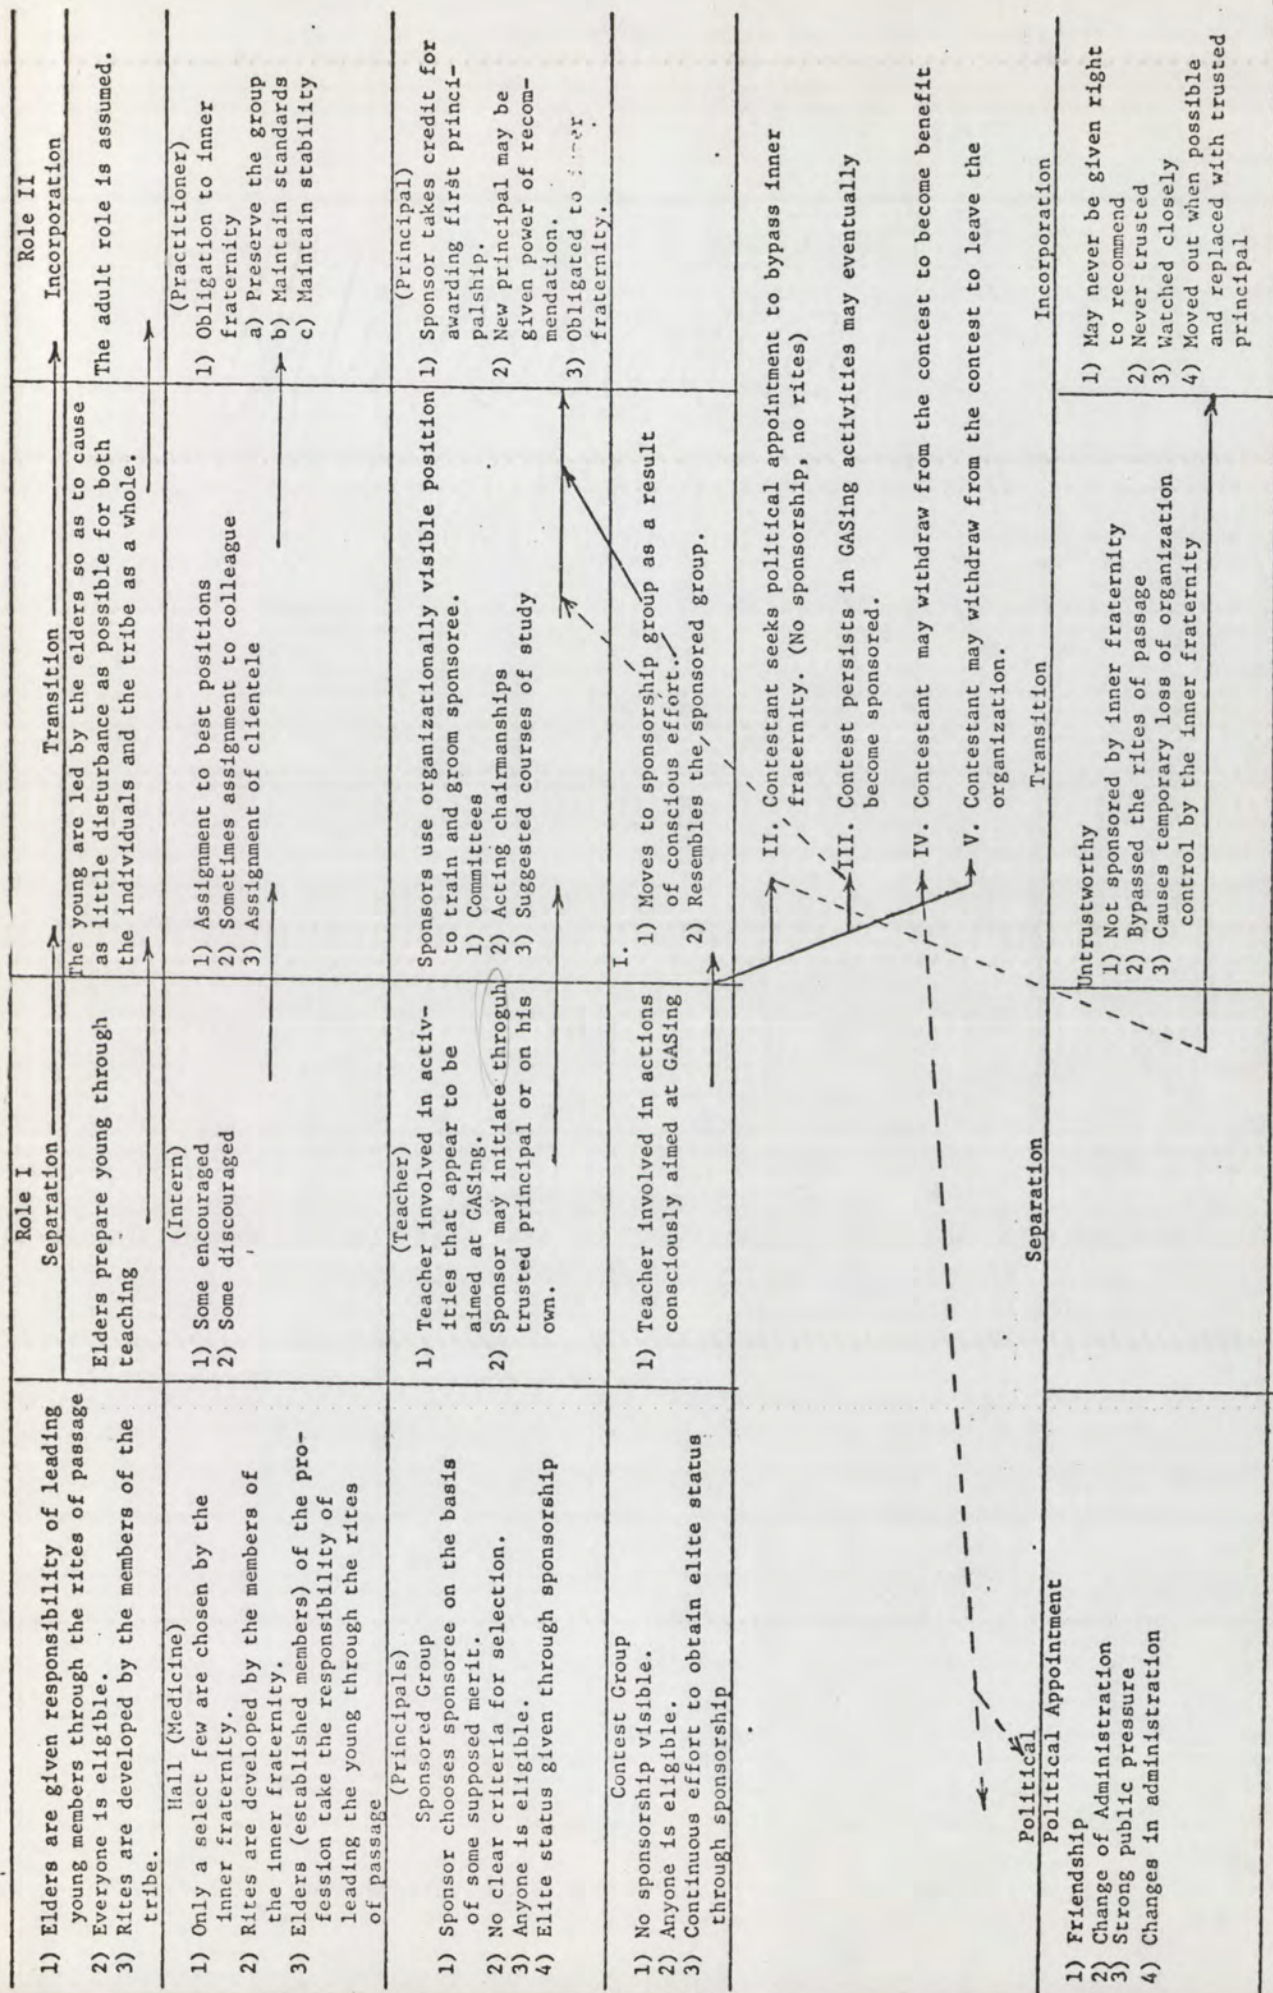 Role I
Role II
Separation
Transition
Incorporation
1) Elders are given responsibility of leading
young members through the rites of passage
2) Everyone is eligible.
3) Rites are developed by the members of the
tribe.
Elders prepare young through
teaching
The young are led by the elders so as to cause
as little disturbance as possible for both
the individuals and the tribe as a whole.
The adult role is assumed.
Hall (Medicine)
1) Only a select few are chosen by the
inner fraternity.
2) Rites are developed by the members of
the inner fraternity.
3) Elders (established members) of the pro-
fession take the responsibility of
leading the young through the rites
of passage
(Intern)
1) Some encouraged
2) Some discouraged
1) Assignment to best positions
2) Sometimes assignment to colleague
3) Assignment of clientele
(Practitioner)
1) Obligation to inner
fraternity
a) Preserve the group
b) Maintain standards
c) Maintain stability
(Principals)
Sponsored Group
1) Sponsor chooses sponsoree on the basis
of some supposed merit.
2) No clear criteria for selection.
3) Anyone is eligible.
4) Elite status given through sponsorship
(Teacher)
1) Teacher involved in activ-
ities that appear to be
aimed at GASing.
2) Sponsor may initiate throguh
trusted principal or on his
own.
Sponsors use organizationally visible position
to train and groom sponsoree.
1) Committees
2) Acting chairmanships
3) Suggested courses of study
(Principal)
1) Sponsor takes credit for
awarding first princi-
palship.
2) New principal may be
given power of recom-
mendation.
3) Obligated to
fraternity.
Contest Group
1) No sponsorship visible.
2) Anyone is eligible.
3) Continuous effort to obtain elite status
through sponsorship
1) Teacher involved in actions
consciously aimed at GASing
I.
1) Moves to sponsorship group as a result
of conscious effort.
2) Resembles the sponsored group.
II. Contestant seeks political appointment to bypass inner
fraternity. (No sponsorship, no rites)
III. Contest persists in GASing activities may eventually
become sponsored.
IV. Contestant may withdraw from the contest to become benefit
V. Contestant may withdraw from the contest to leave the
organization.
Political
Separation
Transition
Incorporation
Political Appointment
1) Friendship
2) Change of Administration
3) Strong public pressure
4) Changes in administration
Untrustworthy
1) Not sponsored by inner fraternity
2) Bypassed the rites of passage
3) Causes temporary loss of organization
control by the inner fraternity
1) May never be given right
to recommend
2) Never trusted
3) Watched closely
4) Moved out when possible
and replaced with trusted
principal